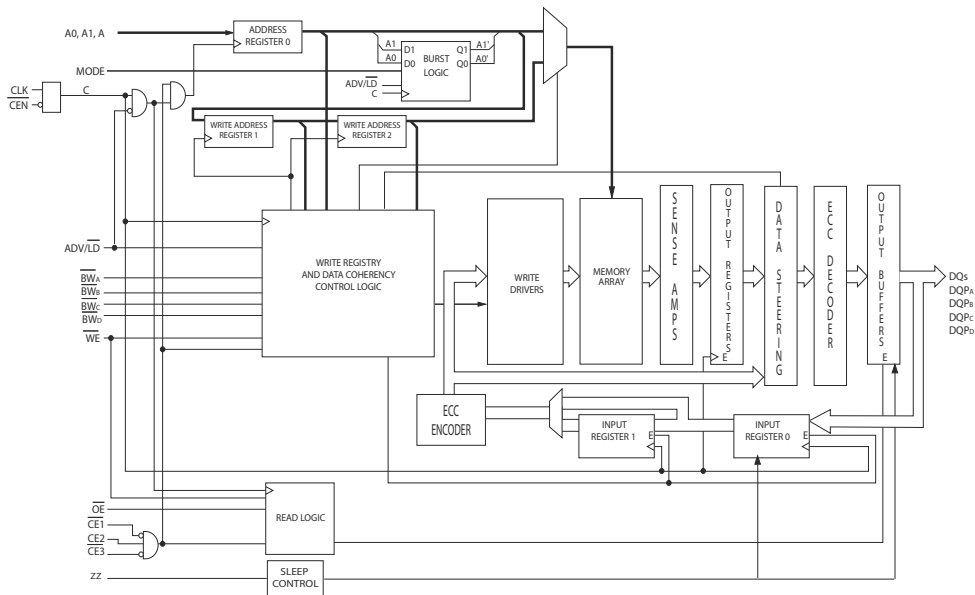 A0, A1, A
ADDRESS
REGISTER 0
A1
A0
D1
D0
BURST
LOGIC
Q1
Q0
A1'
A0'
MODE
ADV/LD
C
CLK
CEN
C
WRITE ADDRESS
REGISTER 1
WRITE ADDRESS
REGISTER 2
ADV/LD
BWA
BWB
BWC
BWD
WE
WRITE REGISTRY
AND DATA COHERENCY
CONTROL LOGIC
WRITE
DRIVERS
MEMORY
ARRAY
SENSE AMPS
OUTPUT REGISTERS
E
DATA STEERING
ECC DECODER
OUTPUT BUFFERS
E
DQs
DQPA
DQPB
DQPC
DQPD
ECC
ENCODER
INPUT
REGISTER 1
E
INPUT
REGISTER 0
E
OE
CE1
CE2
CE3
READ LOGIC
ZZ
SLEEP
CONTROL